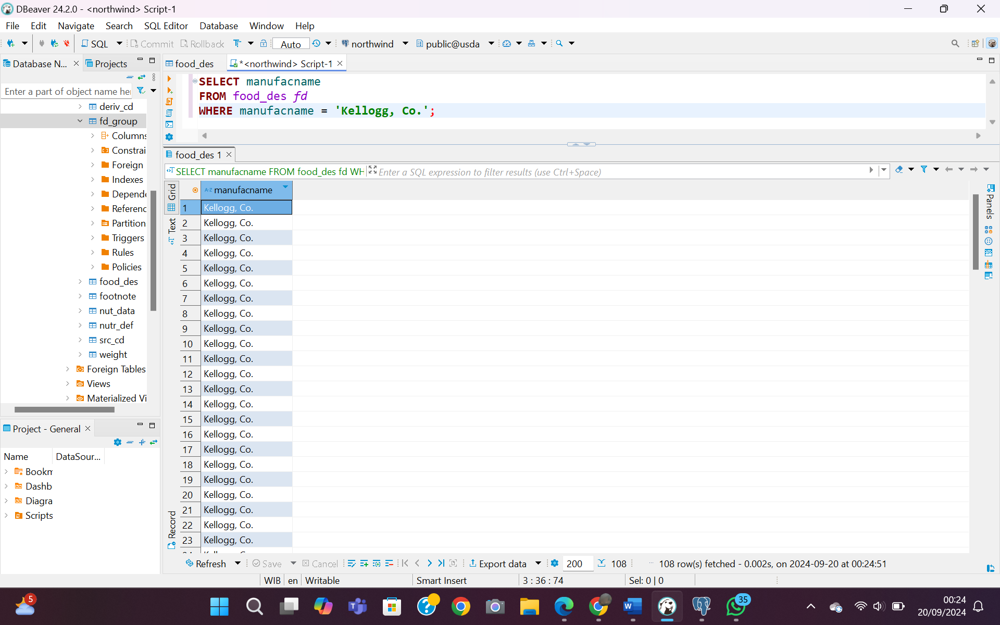 DBeaver 24.2.0 - <northwind> Script-1
File Edit Navigate Search SQL Editor Database Window Help
SQL Commit Rollback Auto northwind public@usda
Database N... Projects
food_des *<northwind> Script-1
Enter a part of object name he
deriv_cd
fd_group
Columns
Constrai
Foreign
Indexes
Depende
Referenc
Partition
Triggers
Rules
Policies
food_des
footnote
nut_data
nutr_def
src_cd
weight
Foreign Tables
Views
Materialized Vi
Project - General
Name DataSour...
Bookm
Dashb
Diagra
Scripts
SELECT manufacname
FROM food_des fd
WHERE manufacname = 'Kellogg, Co.';
food_des 1
SELECT manufacname FROM food_des fd WH Enter a SQL expression to filter results (use Ctrl+Space)
Grid
Text
Record
Panels
A-Z manufacname
1 Kellogg, Co.
2 Kellogg, Co.
3 Kellogg, Co.
4 Kellogg, Co.
5 Kellogg, Co.
6 Kellogg, Co.
7 Kellogg, Co.
8 Kellogg, Co.
9 Kellogg, Co.
10 Kellogg, Co.
11 Kellogg, Co.
12 Kellogg, Co.
13 Kellogg, Co.
14 Kellogg, Co.
15 Kellogg, Co.
16 Kellogg, Co.
17 Kellogg, Co.
18 Kellogg, Co.
19 Kellogg, Co.
20 Kellogg, Co.
21 Kellogg, Co.
22 Kellogg, Co.
23 Kellogg, Co.
Refresh Save Cancel Export data 200 108 108 row(s) fetched - 0.002s, on 2024-09-20 at 00:24:51
WIB en Writable Smart Insert 3 : 36 : 74 Sel: 0 | 0
5
35
00:24
20/09/2024